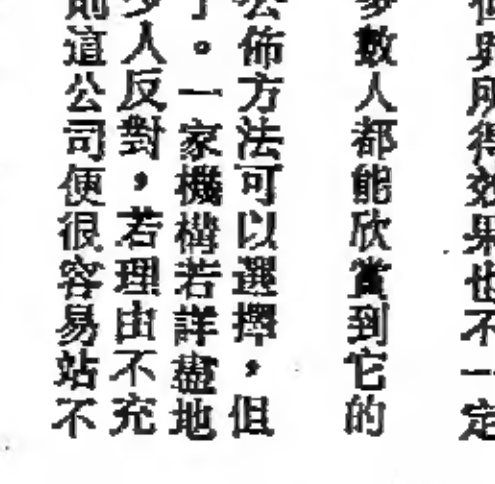 所得效果也不一定
多數人都能欣賞到它的
佈方法可以選擇，但
了。一家機構若詳盡地
人反對，若理由不充
則這公司便很容易站不